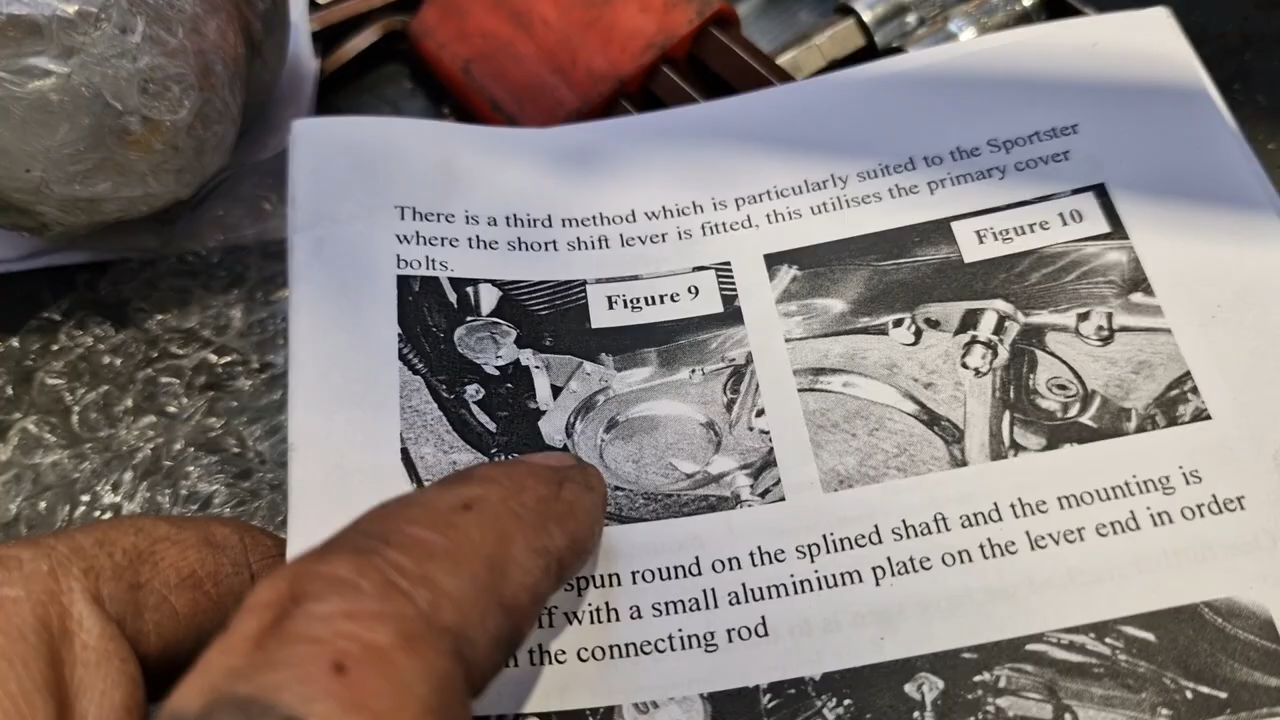 There is a third method which is particularly suited to the Sportster
where the short shift lever is fitted, this utilises the primary cover
bolts.
Figure 9
Figure 10
spun round on the splined shaft and the mounting is
with a small aluminium plate on the lever end in order
the connecting rod